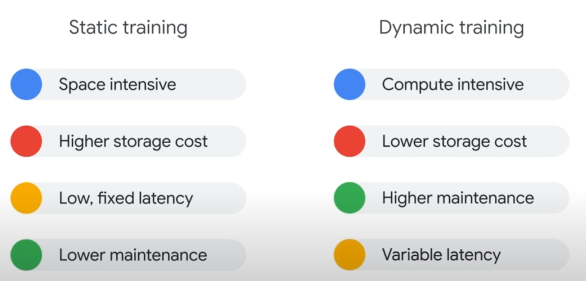 Static training
Space intensive
Higher storage cost
Low, fixed latency
Lower maintenance
Dynamic training
Compute intensive
Lower storage cost
Higher maintenance
Variable latency